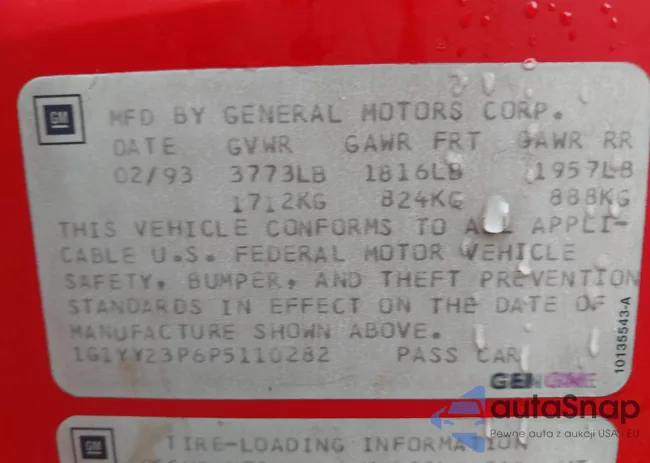 GM
MFD BY GENERAL MOTORS CORP.
DATE GVWR GAWR FRT GAWR RR
02/93 3773LB 1816LB 1957LB
1712KG 824KG 888KG
THIS VEHICLE CONFORMS TO ALL APPLI-
CABLE U.S. FEDERAL MOTOR VEHICLE
SAFETY, BUMPER, AND THEFT PREVENTION
STANDARDS IN EFFECT ON THE DATE OF
MANUFACTURE SHOWN ABOVE.
1G1YY23P6P5110282 PASS CAR
GENGME
10135543-A
autaSnap
Pewne auta z aukcji USA i EU
GM
TIRE-LOADING INFORMATION